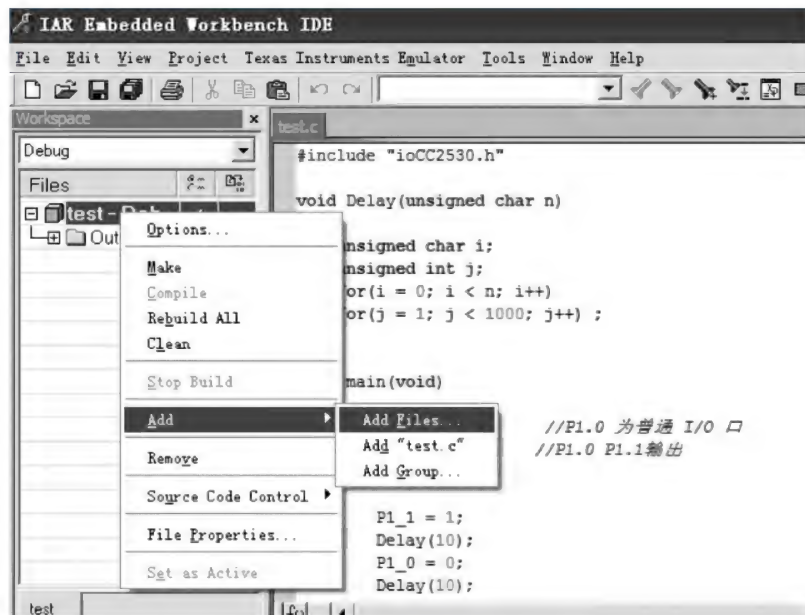 IAR Embedded Workbench IDE
File Edit View Project Texas Instruments Emulator Tools Window Help
Workspace
Debug
Files
test -
Out
Options...
Make
Compile
Rebuild All
Clean
Stop Build
Add
Remove
Source Code Control
File Properties...
Set as Active
Add Files...
Add "test.c"
Add Group...
test
test.c
#include "ioCC2530.h"
void Delay(unsigned char n)
nsigned char i;
nsigned int j;
or(i = 0; i < n; i++)
or(j = 1; j < 1000; j++) ;
main(void)
//P1.0 为普通 I/O 口
//P1.0 P1.1输出
P1_1 = 1;
Delay(10);
P1_0 = 0;
Delay(10);